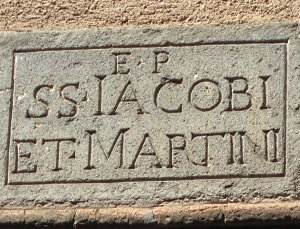 E · P
SS · IACOBI
ET · MARTINI